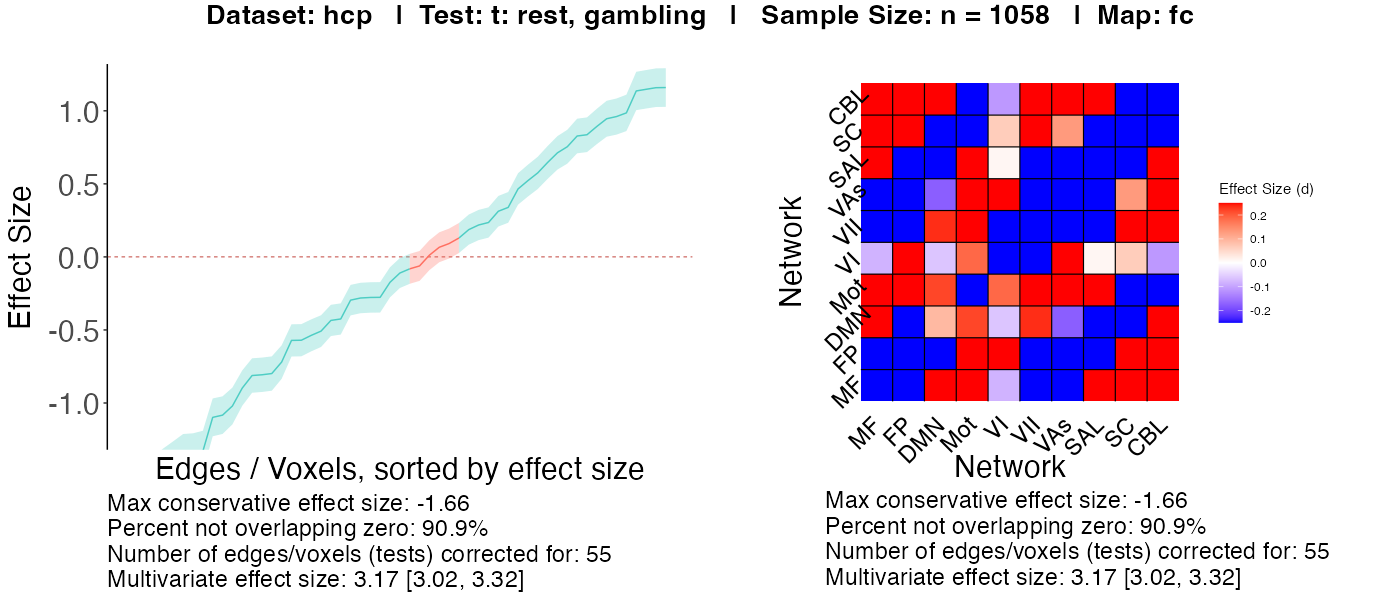 Dataset: hcp | Test: t: rest, gambling | Sample Size: n = 1058 | Map: fc
Effect Size
1.0
0.5
0.0
-0.5
-1.0
Edges / Voxels, sorted by effect size
Max conservative effect size: -1.66
Percent not overlapping zero: 90.9%
Number of edges/voxels (tests) corrected for: 55
Multivariate effect size: 3.17 [3.02, 3.32]
Network
CBL
SC
SAL
VAs
VII
VI
Mot
DMN
FP
MF
MF FP DMN Mot VI VII VAs SAL SC CBL
Network
Effect Size (d)
0.2
0.1
0.0
-0.1
-0.2
Max conservative effect size: -1.66
Percent not overlapping zero: 90.9%
Number of edges/voxels (tests) corrected for: 55
Multivariate effect size: 3.17 [3.02, 3.32]